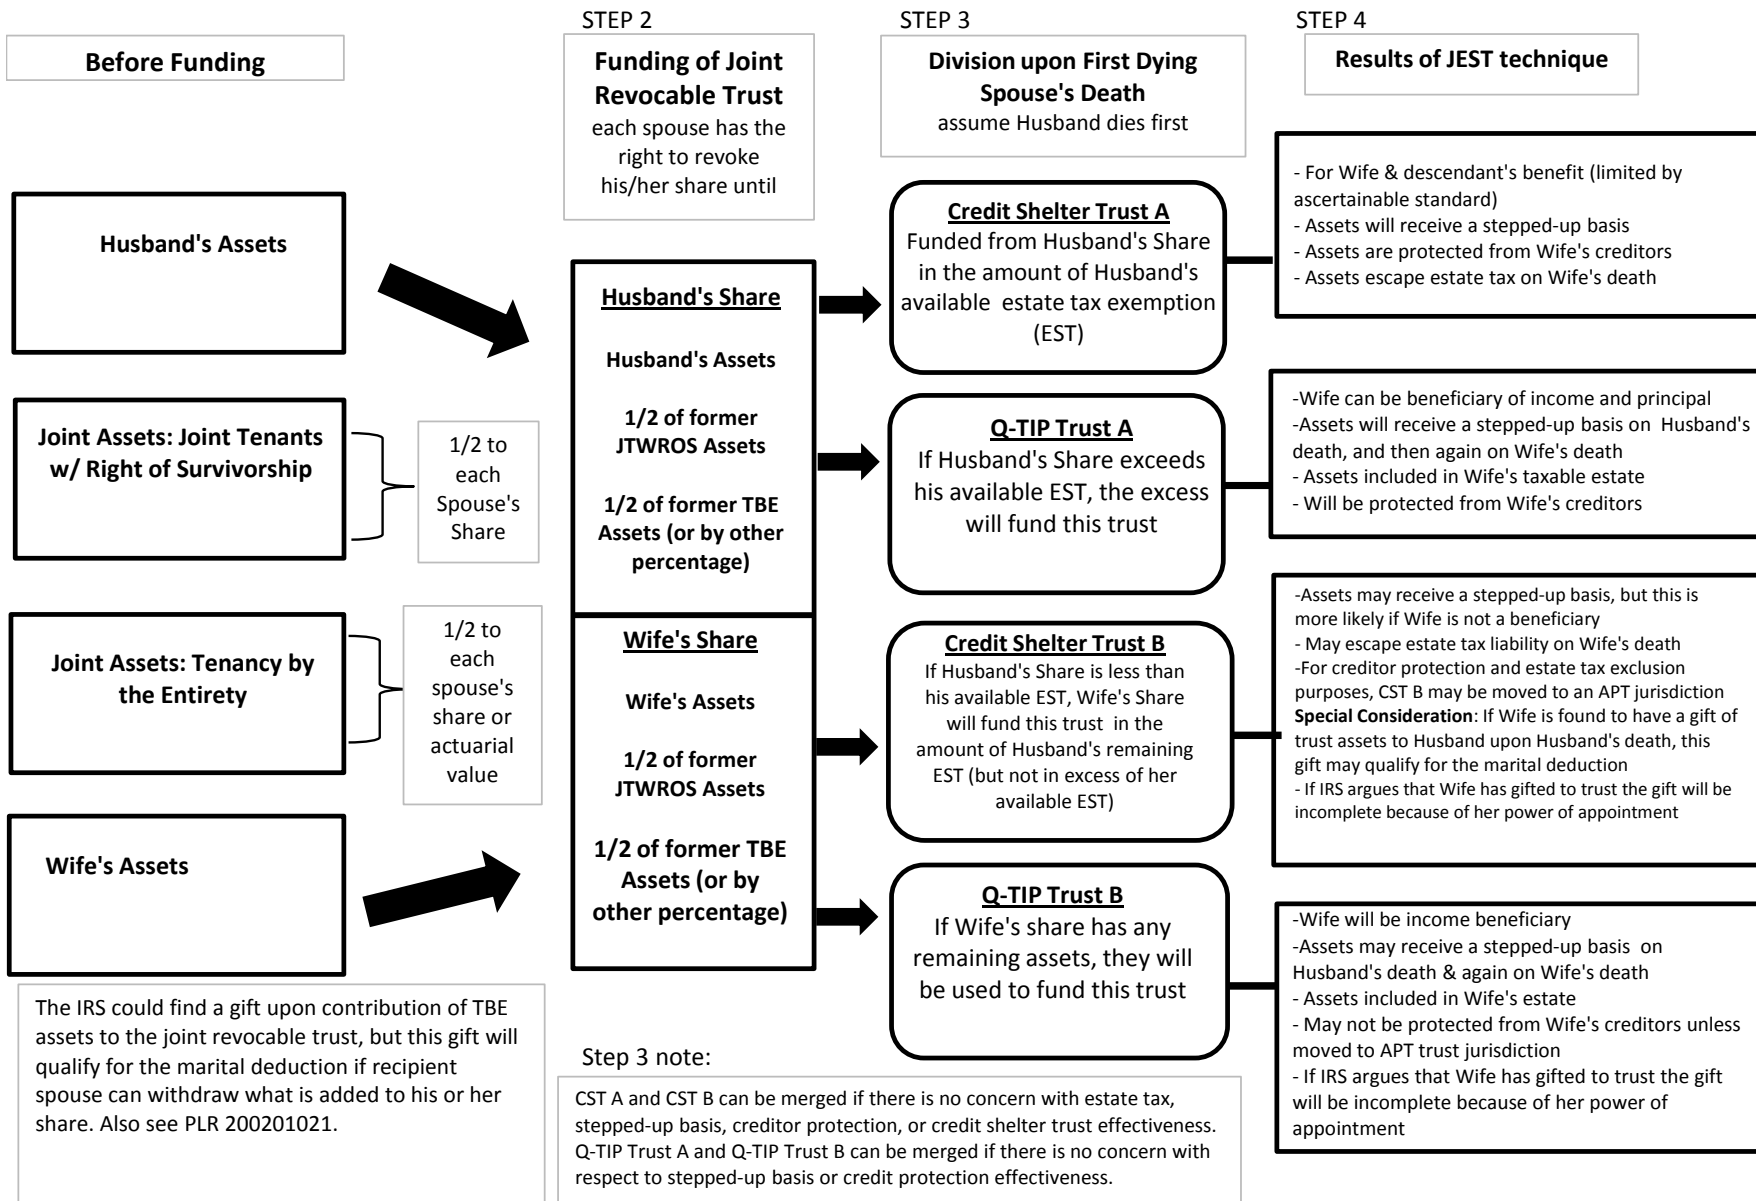 Before Funding
Husband's Assets
Joint Assets: Joint Tenants
w/ Right of Survivorship
1/2 to
each
Spouse's
Share
Joint Assets: Tenancy by
the Entirety
1/2 to
each
spouse's
share or
actuarial
value
Wife's Assets
The IRS could find a gift upon contribution of TBE
assets to the joint revocable trust, but this gift will
qualify for the marital deduction if recipient
spouse can withdraw what is added to his or her
share. Also see PLR 200201021.
STEP 2
Funding of Joint
Revocable Trust
each spouse has the
right to revoke
his/her share until
Husband's Share
Husband's Assets
1/2 of former
JTWROS Assets
1/2 of former TBE
Assets (or by other
percentage)
Wife's Share
Wife's Assets
1/2 of former
JTWROS Assets
1/2 of former TBE
Assets (or by
other percentage)
STEP 3
Division upon First Dying
Spouse's Death
assume Husband dies first
Credit Shelter Trust A
Funded from Husband's Share
in the amount of Husband's
available estate tax exemption
(EST)
Q-TIP Trust A
If Husband's Share exceeds
his available EST, the excess
will fund this trust
Credit Shelter Trust B
If Husband's Share is less than
his available EST, Wife's Share
will fund this trust in the
amount of Husband's remaining
EST (but not in excess of her
available EST)
Q-TIP Trust B
If Wife's share has any
remaining assets, they will
be used to fund this trust
Step 3 note:
CST A and CST B can be merged if there is no concern with estate tax,
stepped-up basis, creditor protection, or credit shelter trust effectiveness.
Q-TIP Trust A and Q-TIP Trust B can be merged if there is no concern with
respect to stepped-up basis or credit protection effectiveness.
STEP 4
Results of JEST technique
- For Wife & descendant's benefit (limited by
ascertainable standard)
- Assets will receive a stepped-up basis
- Assets are protected from Wife's creditors
- Assets escape estate tax on Wife's death
-Wife can be beneficiary of income and principal
-Assets will receive a stepped-up basis on Husband's
death, and then again on Wife's death
- Assets included in Wife's taxable estate
- Will be protected from Wife's creditors
-Assets may receive a stepped-up basis, but this is
more likely if Wife is not a beneficiary
- May escape estate tax liability on Wife's death
-For creditor protection and estate tax exclusion
purposes, CST B may be moved to an APT jurisdiction
Special Consideration: If Wife is found to have a gift of
trust assets to Husband upon Husband's death, this
gift may qualify for the marital deduction
- If IRS argues that Wife has gifted to trust the gift will be
incomplete because of her power of appointment
-Wife will be income beneficiary
-Assets may receive a stepped-up basis on
Husband's death & again on Wife's death
- Assets included in Wife's estate
- May not be protected from Wife's creditors unless
moved to APT trust jurisdiction
- If IRS argues that Wife has gifted to trust the gift
will be incomplete because of her power of
appointment